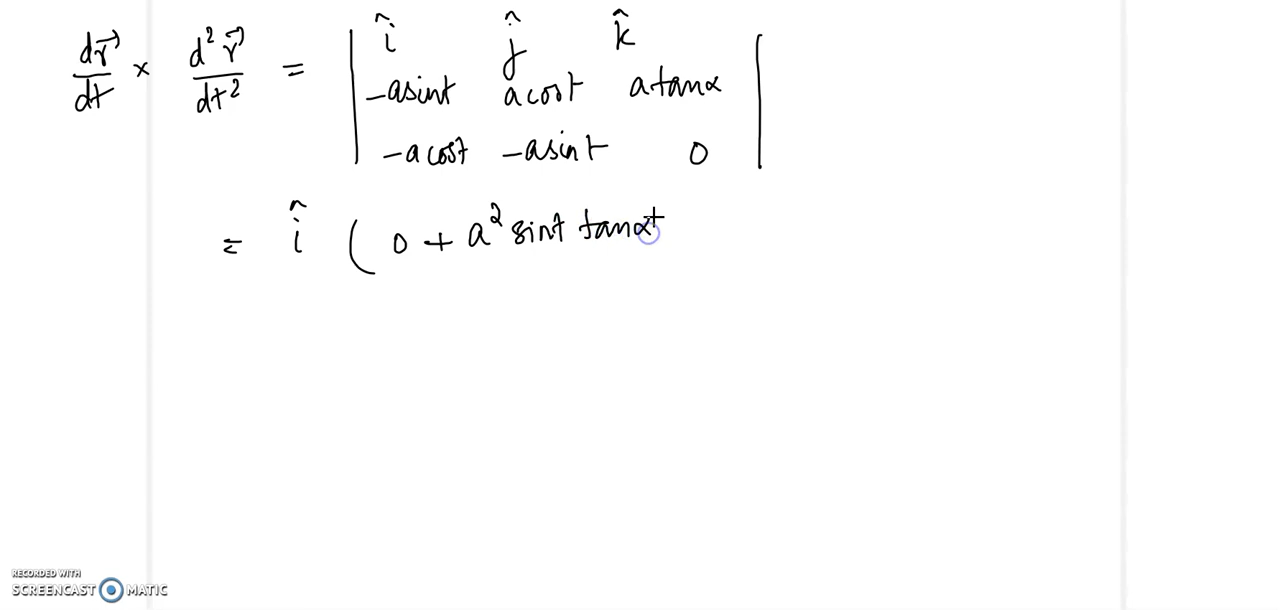 dr⃗/dt × d²r⃗/dt² = | î ĵ k̂
-asint acost atanα
-acost -asint 0 |
= î ( 0 + a² sint tanα
RECORDED WITH
SCREENCAST MATIC